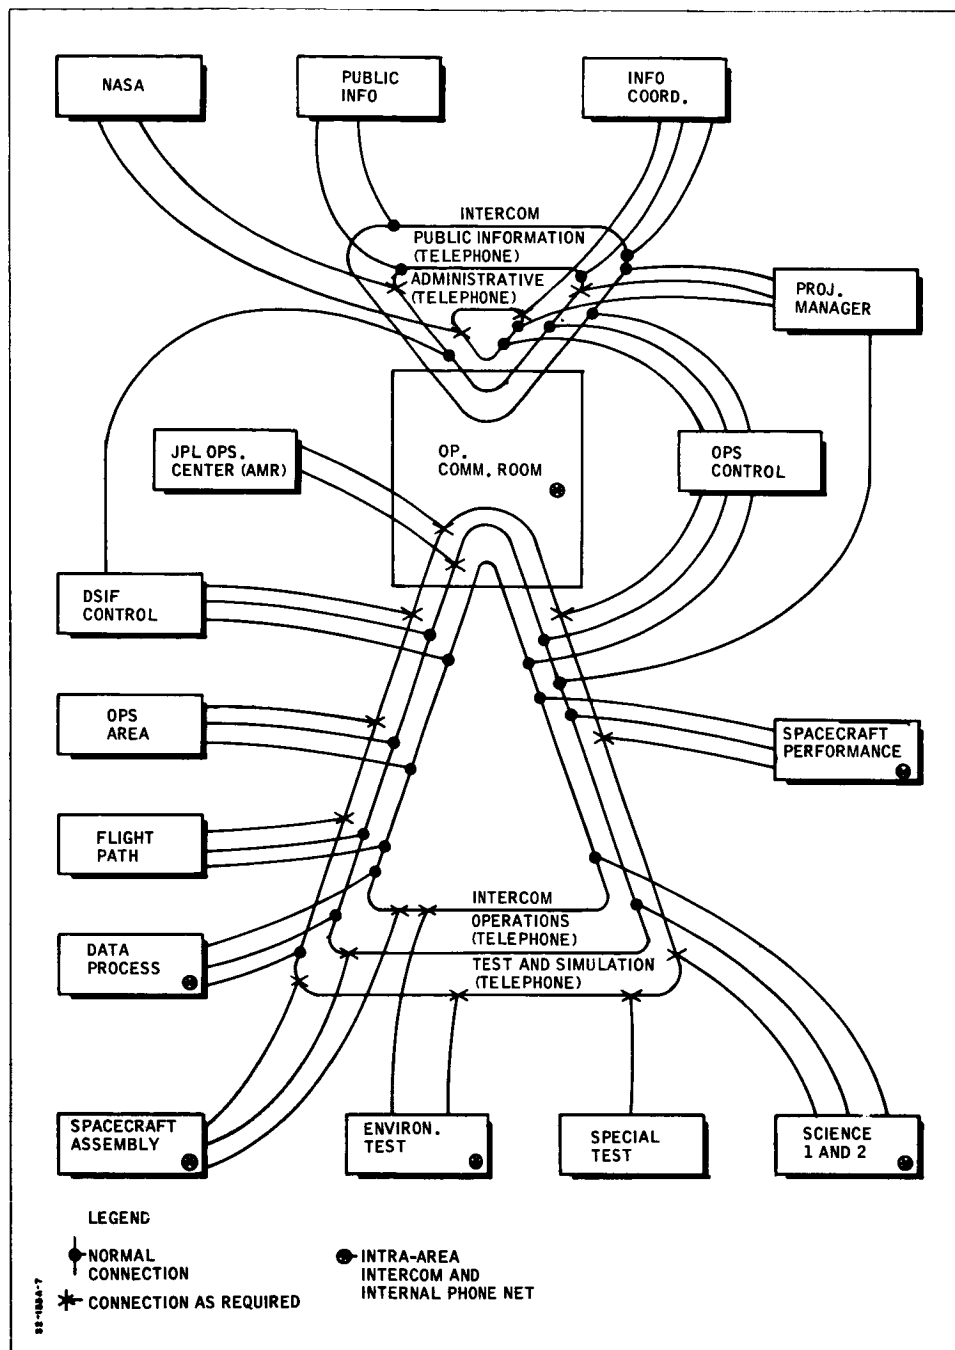 NASA
PUBLIC
INFO
INFO
COORD.
INTERCOM
PUBLIC INFORMATION
(TELEPHONE)
ADMINISTRATIVE
(TELEPHONE)
PROJ.
MANAGER
JPL OPS.
CENTER (AMR)
OP.
COMM. ROOM
OPS
CONTROL
DSIF
CONTROL
OPS
AREA
SPACECRAFT
PERFORMANCE
FLIGHT
PATH
INTERCOM
OPERATIONS
(TELEPHONE)
TEST AND SIMULATION
(TELEPHONE)
DATA
PROCESS
SPACECRAFT
ASSEMBLY
ENVIRON.
TEST
SPECIAL
TEST
SCIENCE
1 AND 2
LEGEND
NORMAL
CONNECTION
CONNECTION AS REQUIRED
INTRA-AREA
INTERCOM AND
INTERNAL PHONE NET